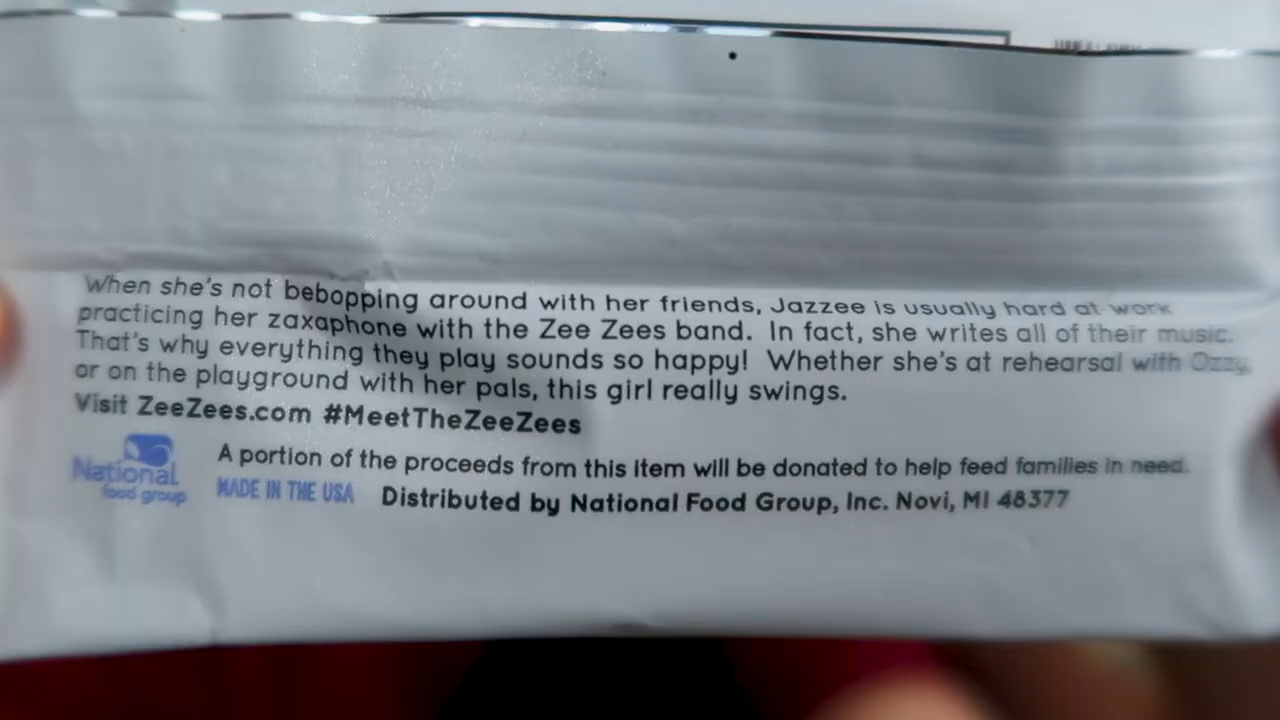 When she's not bebopping around with her friends, Jazzee is usually hard at work
practicing her zaxaphone with the Zee Zees band. In fact, she writes all of their music.
That's why everything they play sounds so happy! Whether she's at rehearsal with Ozzy,
or on the playground with her pals, this girl really swings.
Visit ZeeZees.com #MeetTheZeeZees
A portion of the proceeds from this item will be donated to help feed families in need.
National
food group
MADE IN THE USA Distributed by National Food Group, Inc. Novi, MI 48377